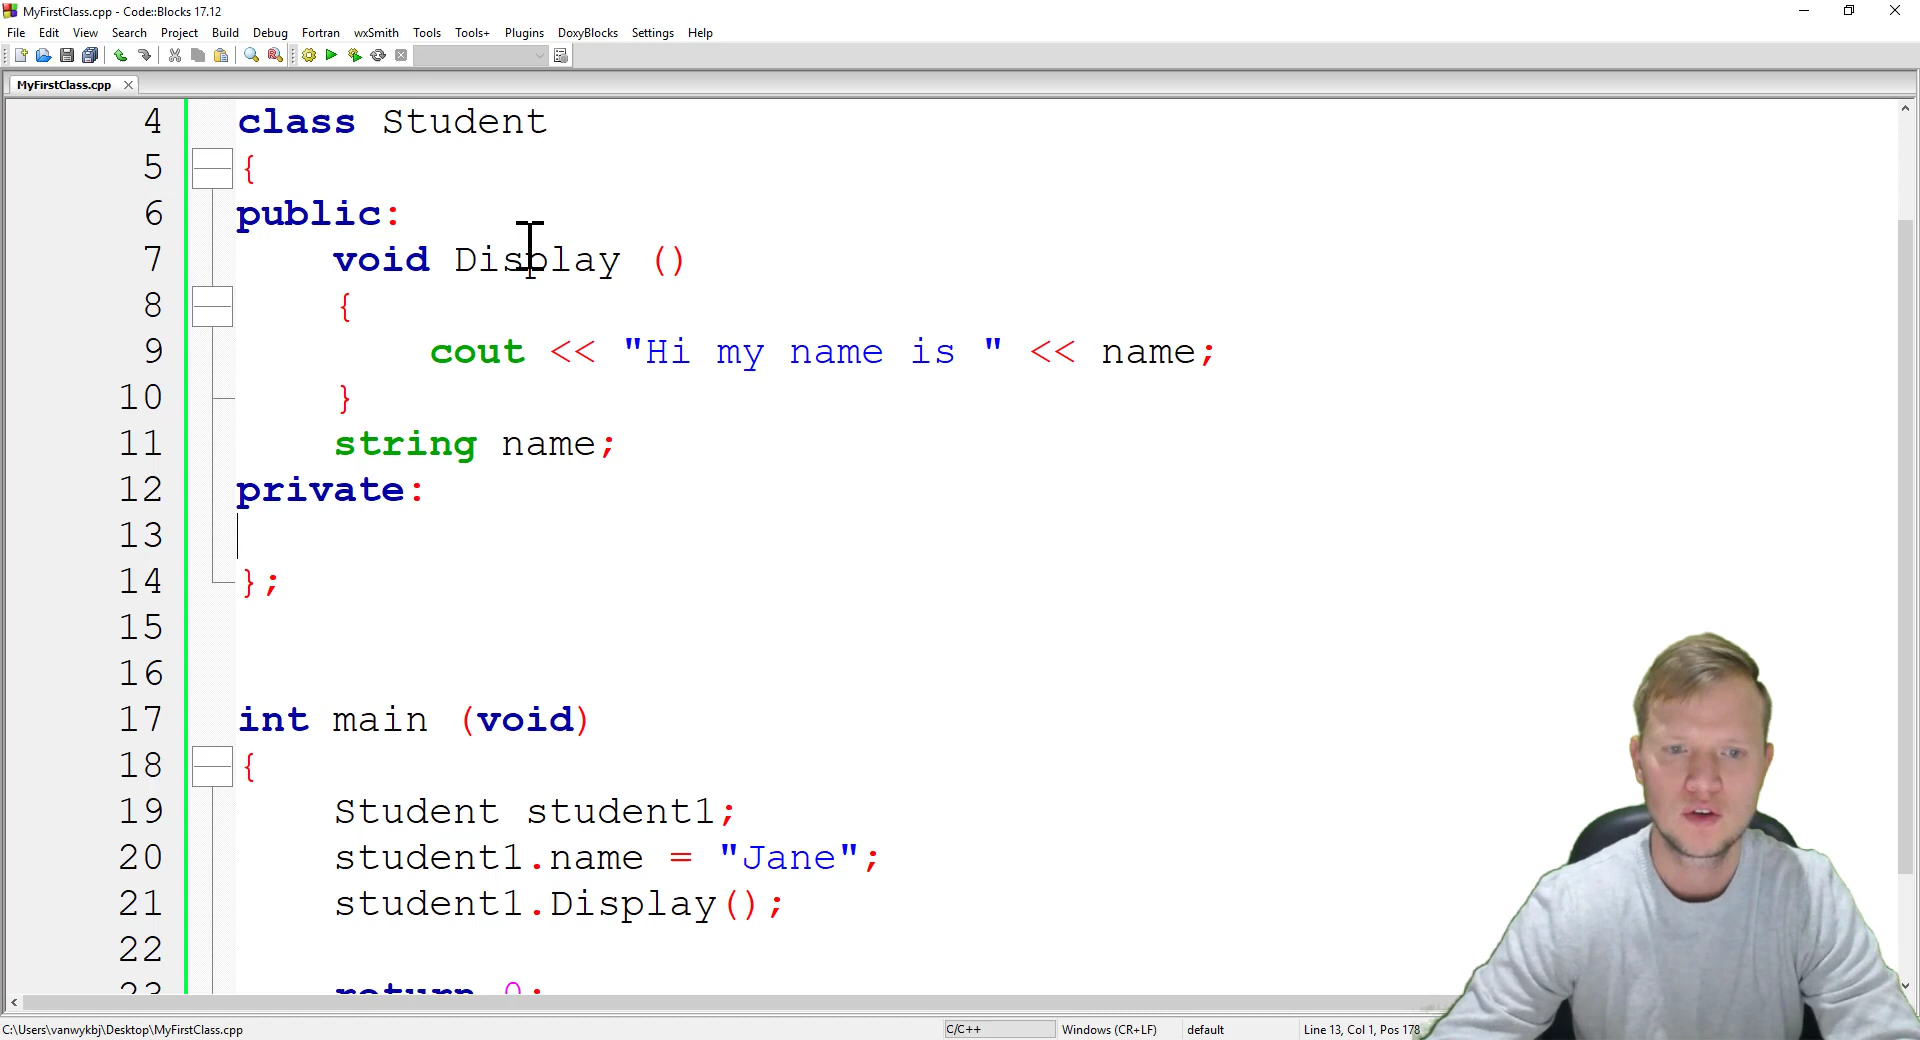 MyFirstClass.cpp - Code::Blocks 17.12
File Edit View Search Project Build Debug Fortran wxSmith Tools Tools+ Plugins DoxyBlocks Settings Help
MyFirstClass.cpp
4 class Student
5 {
6 public:
7 void Display ()
8 {
9 cout << "Hi my name is " << name;
10 }
11 string name;
12 private:
13
14 };
15
16
17 int main (void)
18 {
19 Student student1;
20 student1.name = "Jane";
21 student1.Display();
22
23 return 0;
C:\Users\vanwykbj\Desktop\MyFirstClass.cpp C/C++ Windows (CR+LF) default Line 13, Col 1, Pos 178